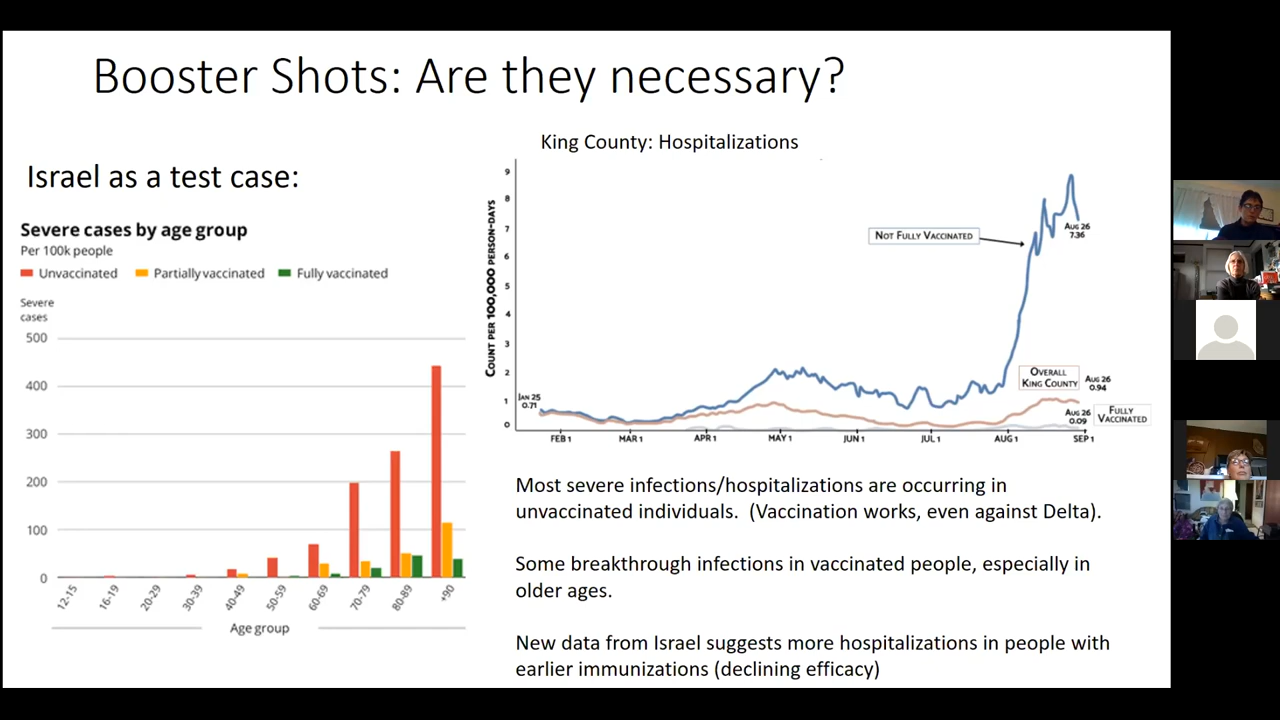 Booster Shots: Are they necessary?
Israel as a test case:
Severe cases by age group
Per 100k people
Unvaccinated Partially vaccinated Fully vaccinated
Severe
cases
500
400
300
200
100
0
12-15 16-19 20-29 30-39 40-49 50-59 60-69 70-79 80-89 +90
Age group
King County: Hospitalizations
COUNT PER 100,000 PERSON-DAYS
9
8
7
6
5
4
3
2
1
0
NOT FULLY VACCINATED
AUG 26
7.36
JAN 25
0.71
OVERALL
KING COUNTY
AUG 26
0.94
AUG 26
0.09
FULLY
VACCINATED
FEB 1 MAR 1 APR 1 MAY 1 JUN 1 JUL 1 AUG 1 SEP 1
Most severe infections/hospitalizations are occurring in
unvaccinated individuals. (Vaccination works, even against Delta).
Some breakthrough infections in vaccinated people, especially in
older ages.
New data from Israel suggests more hospitalizations in people with
earlier immunizations (declining efficacy)